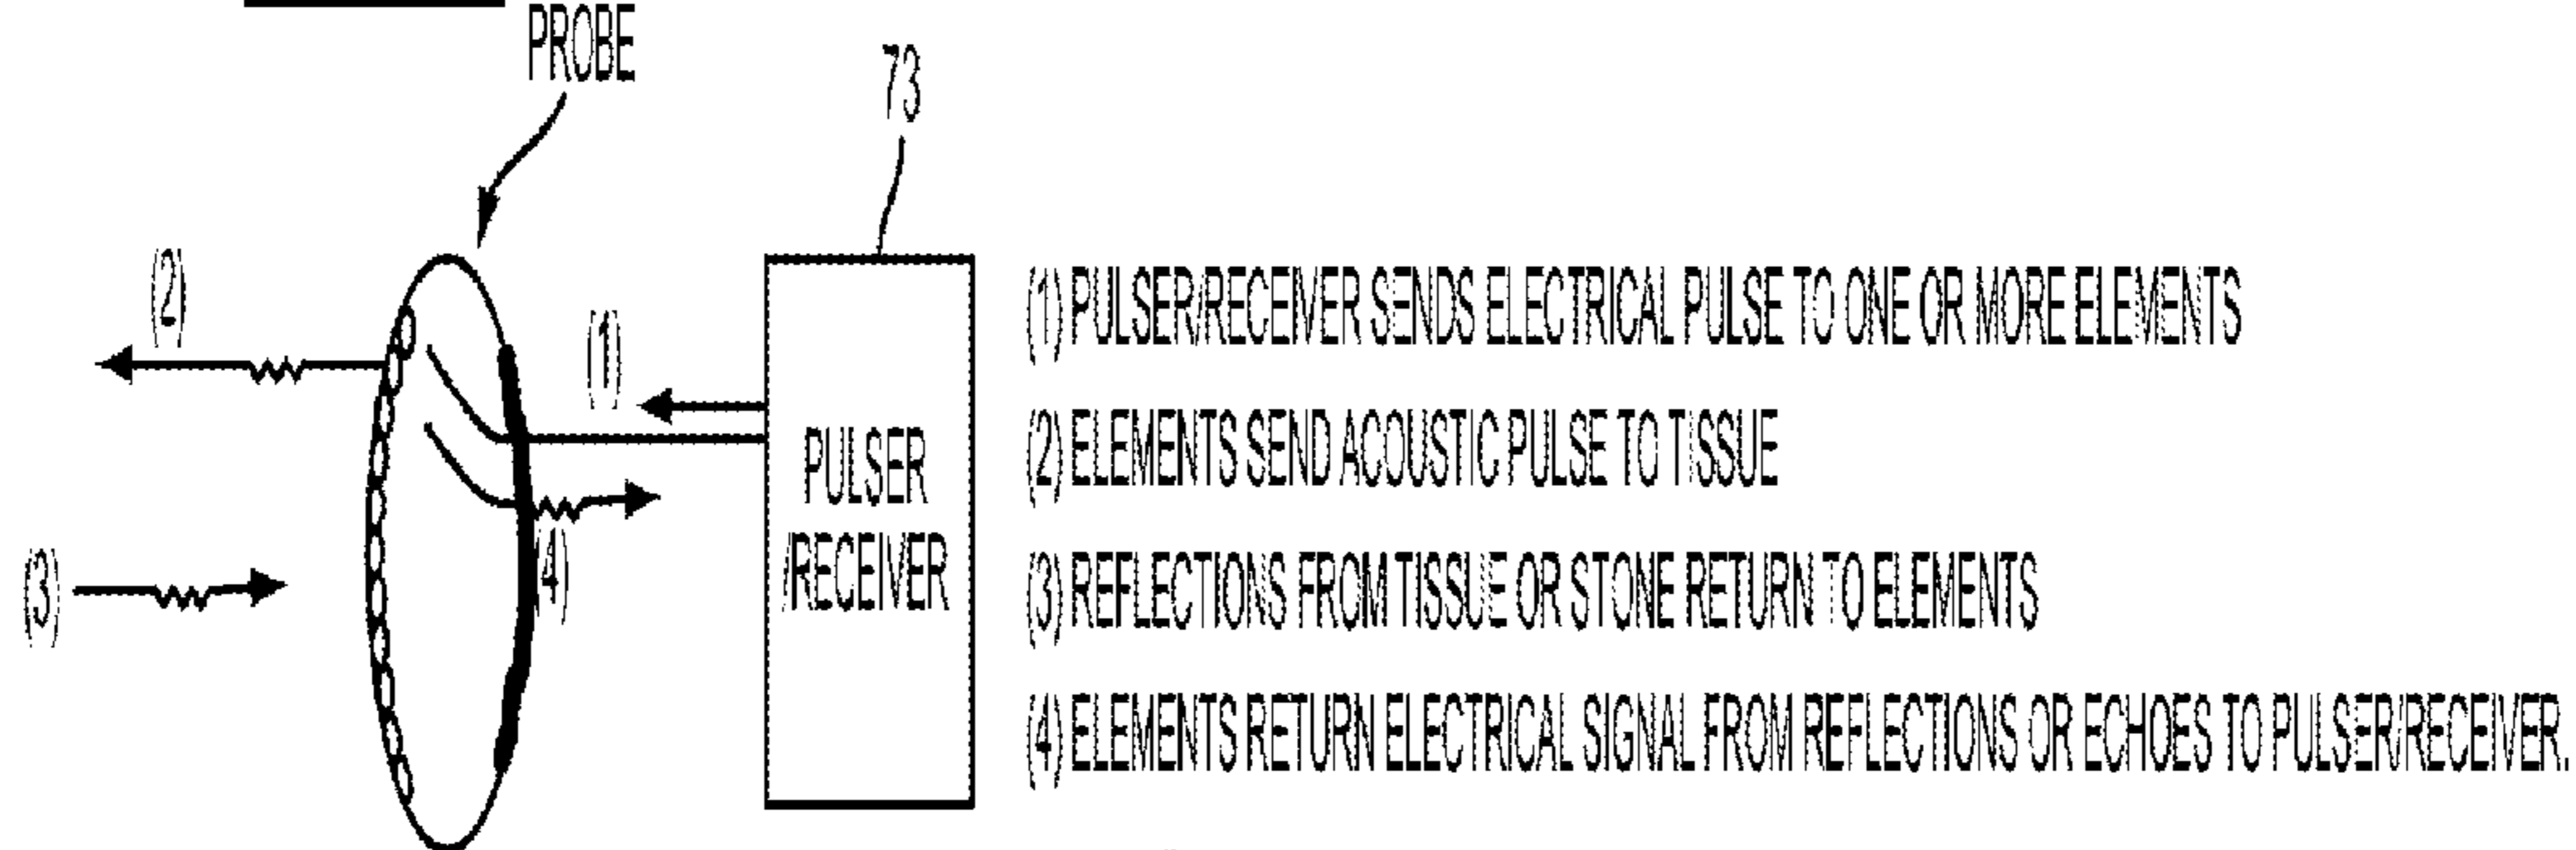 PROBE
73
(2)
(1)
(3)
(4)
PULSER
/RECEIVER
(1) PULSER/RECEIVER SENDS ELECTRICAL PULSE TO ONE OR MORE ELEMENTS
(2) ELEMENTS SEND ACOUSTIC PULSE TO TISSUE
(3) REFLECTIONS FROM TISSUE OR STONE RETURN TO ELEMENTS
(4) ELEMENTS RETURN ELECTRICAL SIGNAL FROM REFLECTIONS OR ECHOES TO PULSER/RECEIVER.